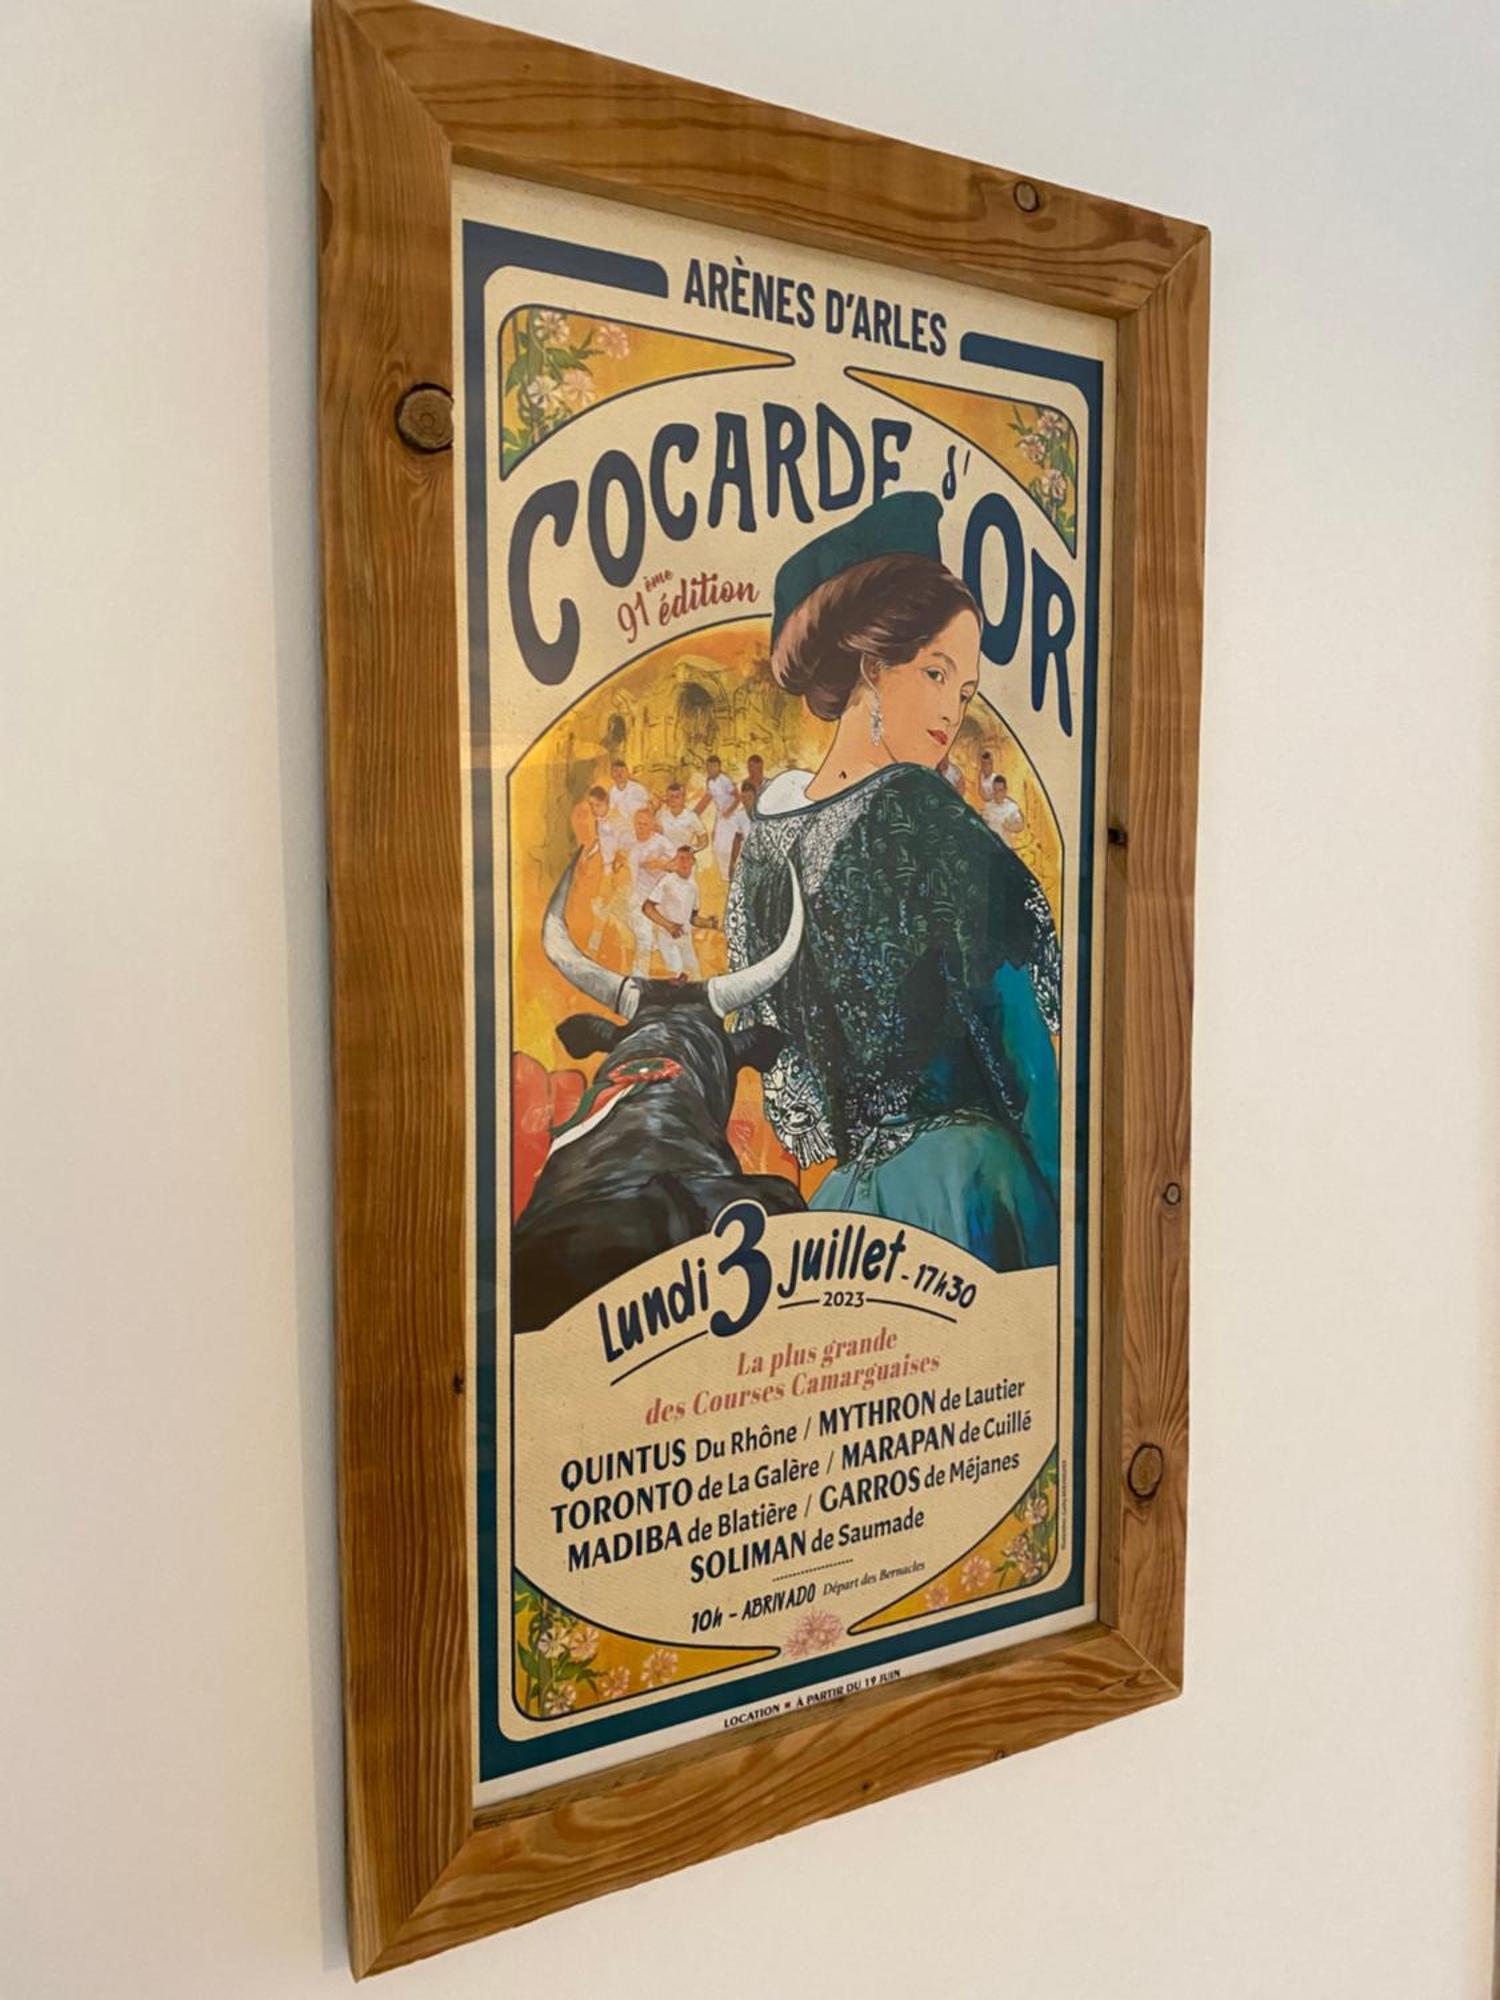 ARÈNES D'ARLES
COCARDE d'OR
91ème édition
Lundi 3 juillet - 17h30
2023
La plus grande
des Courses Camarguaises
QUINTUS Du Rhône / MYTHRON de Lautier
TORONTO de La Galère / MARAPAN de Cuillé
MADIBA de Blatière / GARROS de Méjanes
SOLIMAN de Saumade
10h - ABRIVADO Départ des Bernacles
LOCATION ▪ À PARTIR DU 19 JUIN